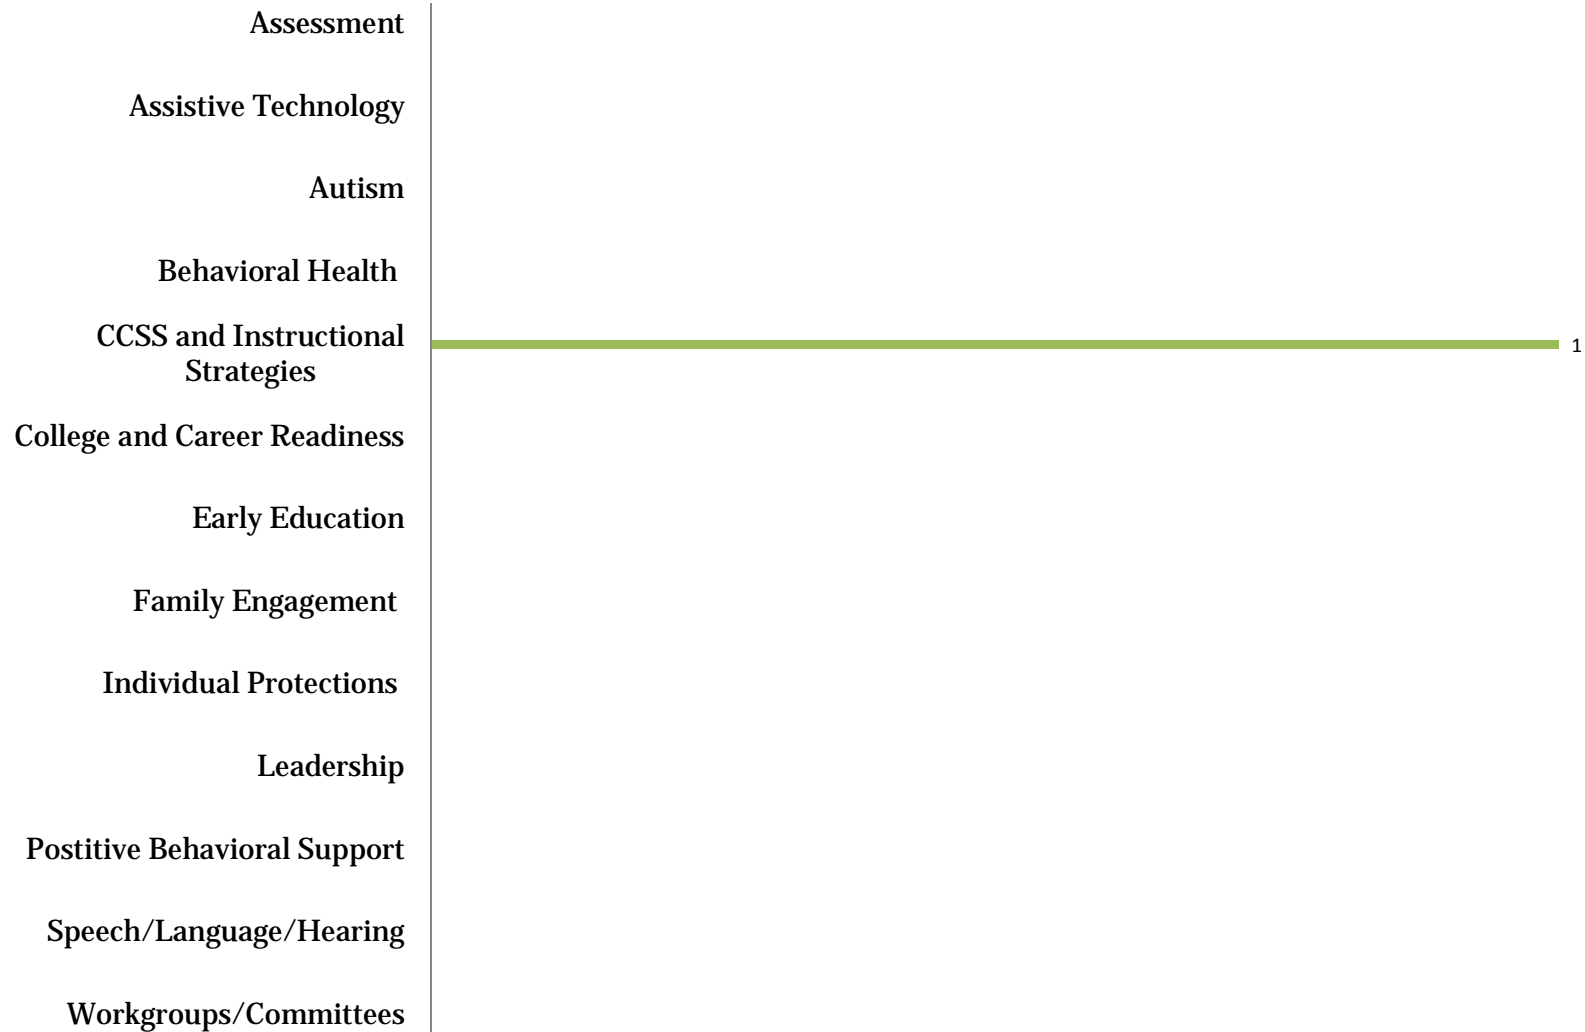 Assessment
Assistive Technology
Autism
Behavioral Health
CCSS and Instructional
Strategies
1
College and Career Readiness
Early Education
Family Engagement
Individual Protections
Leadership
Postitive Behavioral Support
Speech/Language/Hearing
Workgroups/Committees